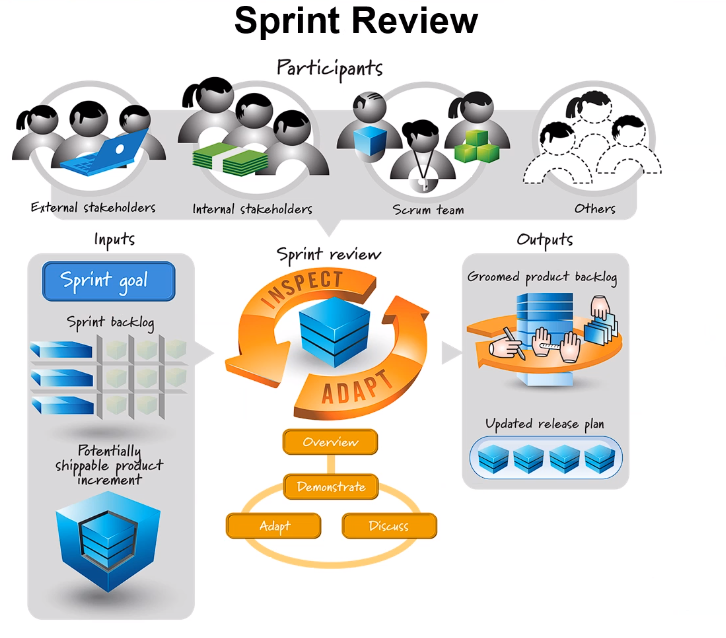 Sprint Review
Participants
External stakeholders
Internal stakeholders
Scrum team
Others
Inputs
Sprint goal
Sprint backlog
Potentially
shippable product
increment
Sprint review
INSPECT
ADAPT
Overview
Demonstrate
Adapt
Discuss
Outputs
Groomed product backlog
Updated release plan